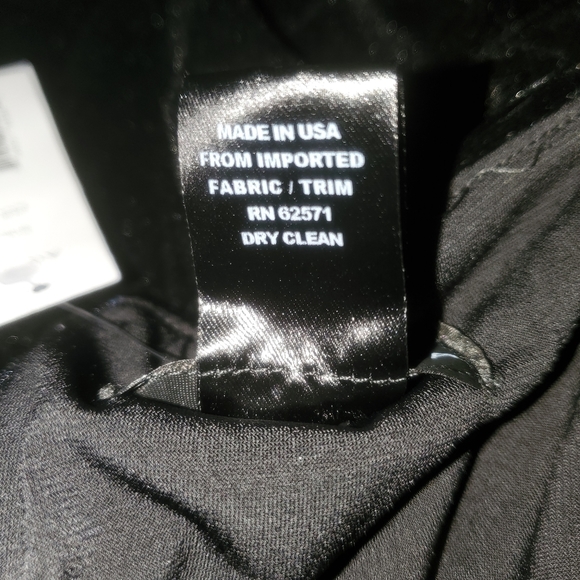 MADE IN USA
FROM IMPORTED
FABRIC / TRIM
RN 62571
DRY CLEAN